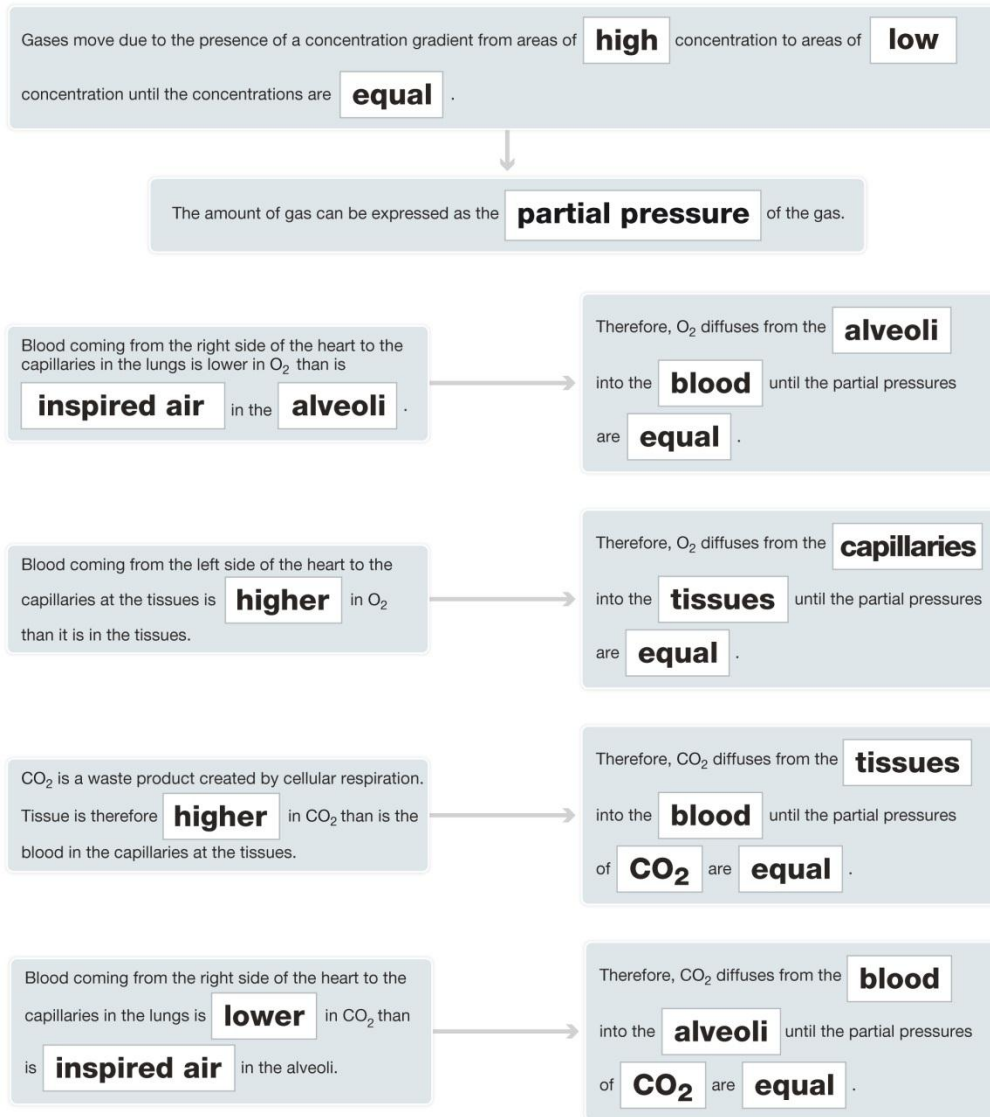 Gases move due to the presence of a concentration gradient from areas of high concentration to areas of low
concentration until the concentrations are equal .
The amount of gas can be expressed as the partial pressure of the gas.
Blood coming from the right side of the heart to the
capillaries in the lungs is lower in O₂ than is
inspired air in the alveoli .
Therefore, O₂ diffuses from the alveoli
into the blood until the partial pressures
are equal .
Blood coming from the left side of the heart to the
capillaries at the tissues is higher in O₂
than it is in the tissues.
Therefore, O₂ diffuses from the capillaries
into the tissues until the partial pressures
are equal .
CO₂ is a waste product created by cellular respiration.
Tissue is therefore higher in CO₂ than is the
blood in the capillaries at the tissues.
Therefore, CO₂ diffuses from the tissues
into the blood until the partial pressures
of CO₂ are equal .
Blood coming from the right side of the heart to the
capillaries in the lungs is lower in CO₂ than
is inspired air in the alveoli.
Therefore, CO₂ diffuses from the blood
into the alveoli until the partial pressures
of CO₂ are equal .